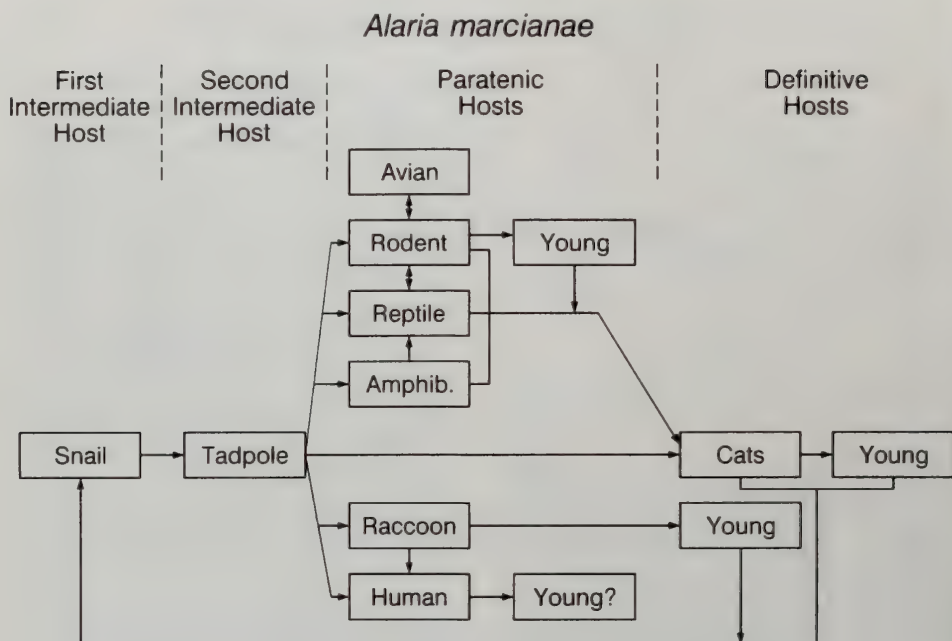 Alaria marcianae
First
Intermediate
Host
Second
Intermediate
Host
Paratenic
Hosts
Definitive
Hosts
Avian
Rodent
Young
Reptile
Amphib.
Snail
Tadpole
Cats
Young
Raccoon
Young
Human
Young?